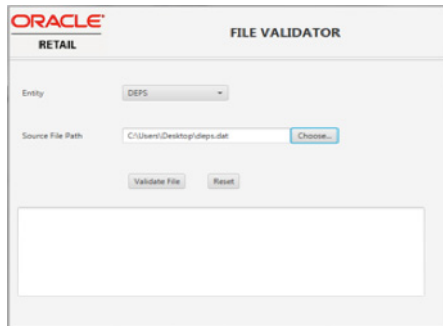 ORACLE'
RETAIL
FILE VALIDATOR
Entity DEPS
Source File Path C:\Users\Desktop\deps.dat Choose...
Validate File Reset